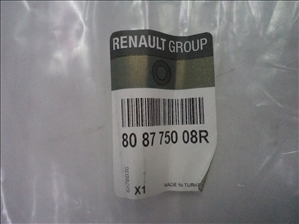 RENAULT GROUP
80 87 750 08R
X1
MADE IN TURKEY